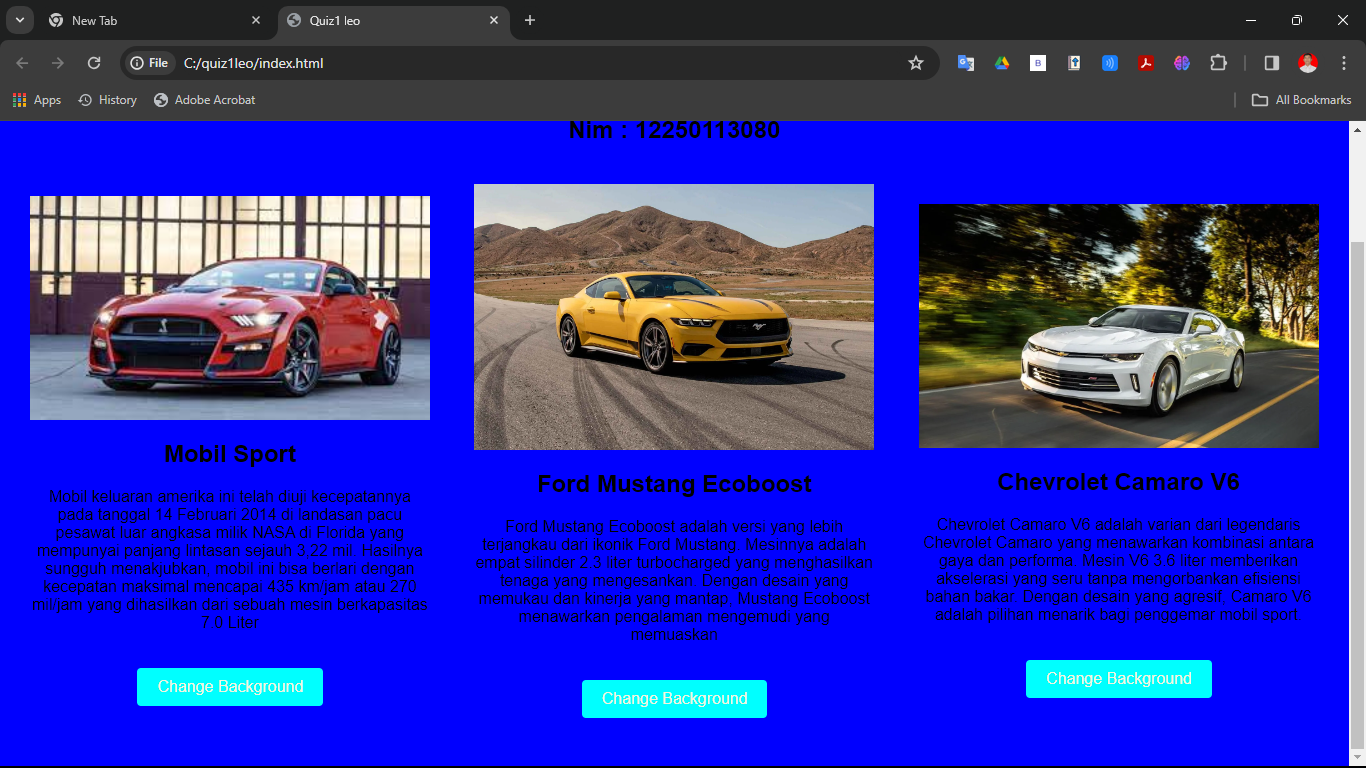 New Tab
Quiz1 leo
File
C:/quiz1leo/index.html
Apps
History
Adobe Acrobat
All Bookmarks
Nim : 12250113080
Mobil Sport
Mobil keluaran amerika ini telah diuji kecepatannya
pada tanggal 14 Februari 2014 di landasan pacu
pesawat luar angkasa milik NASA di Florida yang
mempunyai panjang lintasan sejauh 3.22 mil. Hasilnya
sungguh menakjubkan, mobil ini bisa berlari dengan
kecepatan maksimal mencapai 435 km/jam atau 270
mil/jam yang dihasilkan dari sebuah mesin berkapasitas
7.0 Liter
Change Background
Ford Mustang Ecoboost
Ford Mustang Ecoboost adalah versi yang lebih
terjangkau dari ikonik Ford Mustang. Mesinnya adalah
empat silinder 2.3 liter turbocharged yang menghasilkan
tenaga yang mengesankan. Dengan desain yang
memukau dan kinerja yang mantap, Mustang Ecoboost
menawarkan pengalaman mengemudi yang
memuaskan.
Change Background
Chevrolet Camaro V6
Chevrolet Camaro V6 adalah varian dari legendaris
Chevrolet Camaro yang menawarkan kombinasi antara
gaya dan performa. Mesin V6 3.6 liter memberikan
akselerasi yang seru tanpa mengorbankan efisiensi
bahan bakar. Dengan desain yang agresif, Camaro V6
adalah pilihan menarik bagi penggemar mobil sport.
Change Background